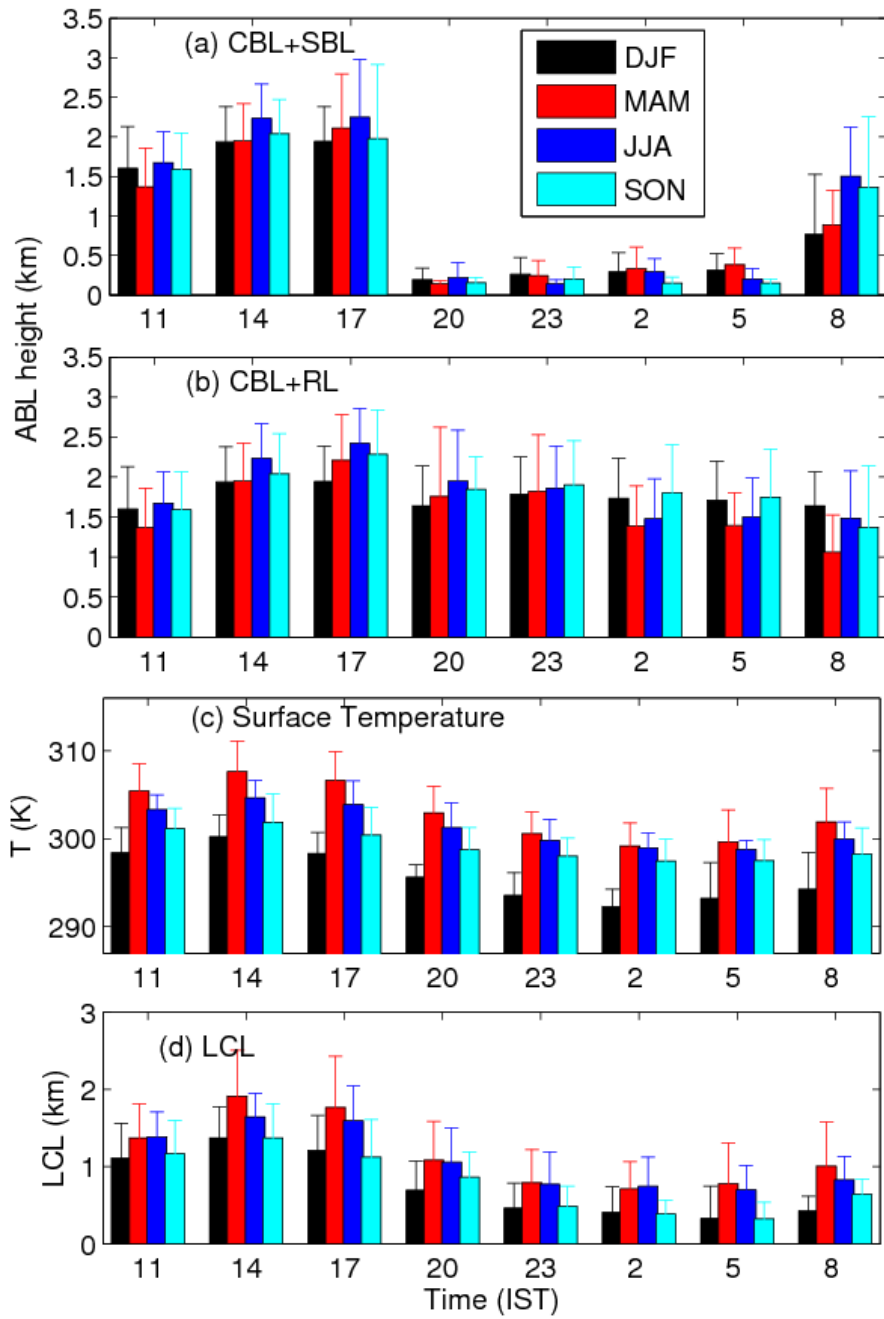 3.5
(a) CBL+SBL
3
2.5
2
1.5
1
0.5
0
DJF
MAM
JJA
SON
11 14 17 20 23 2 5 8
ABL height (km)
3.5
(b) CBL+RL
3
2.5
2
1.5
1
0.5
0
11 14 17 20 23 2 5 8
(c) Surface Temperature
310
300
290
T (K)
11 14 17 20 23 2 5 8
3
(d) LCL
2
1
0
LCL (km)
11 14 17 20 23 2 5 8
Time (IST)